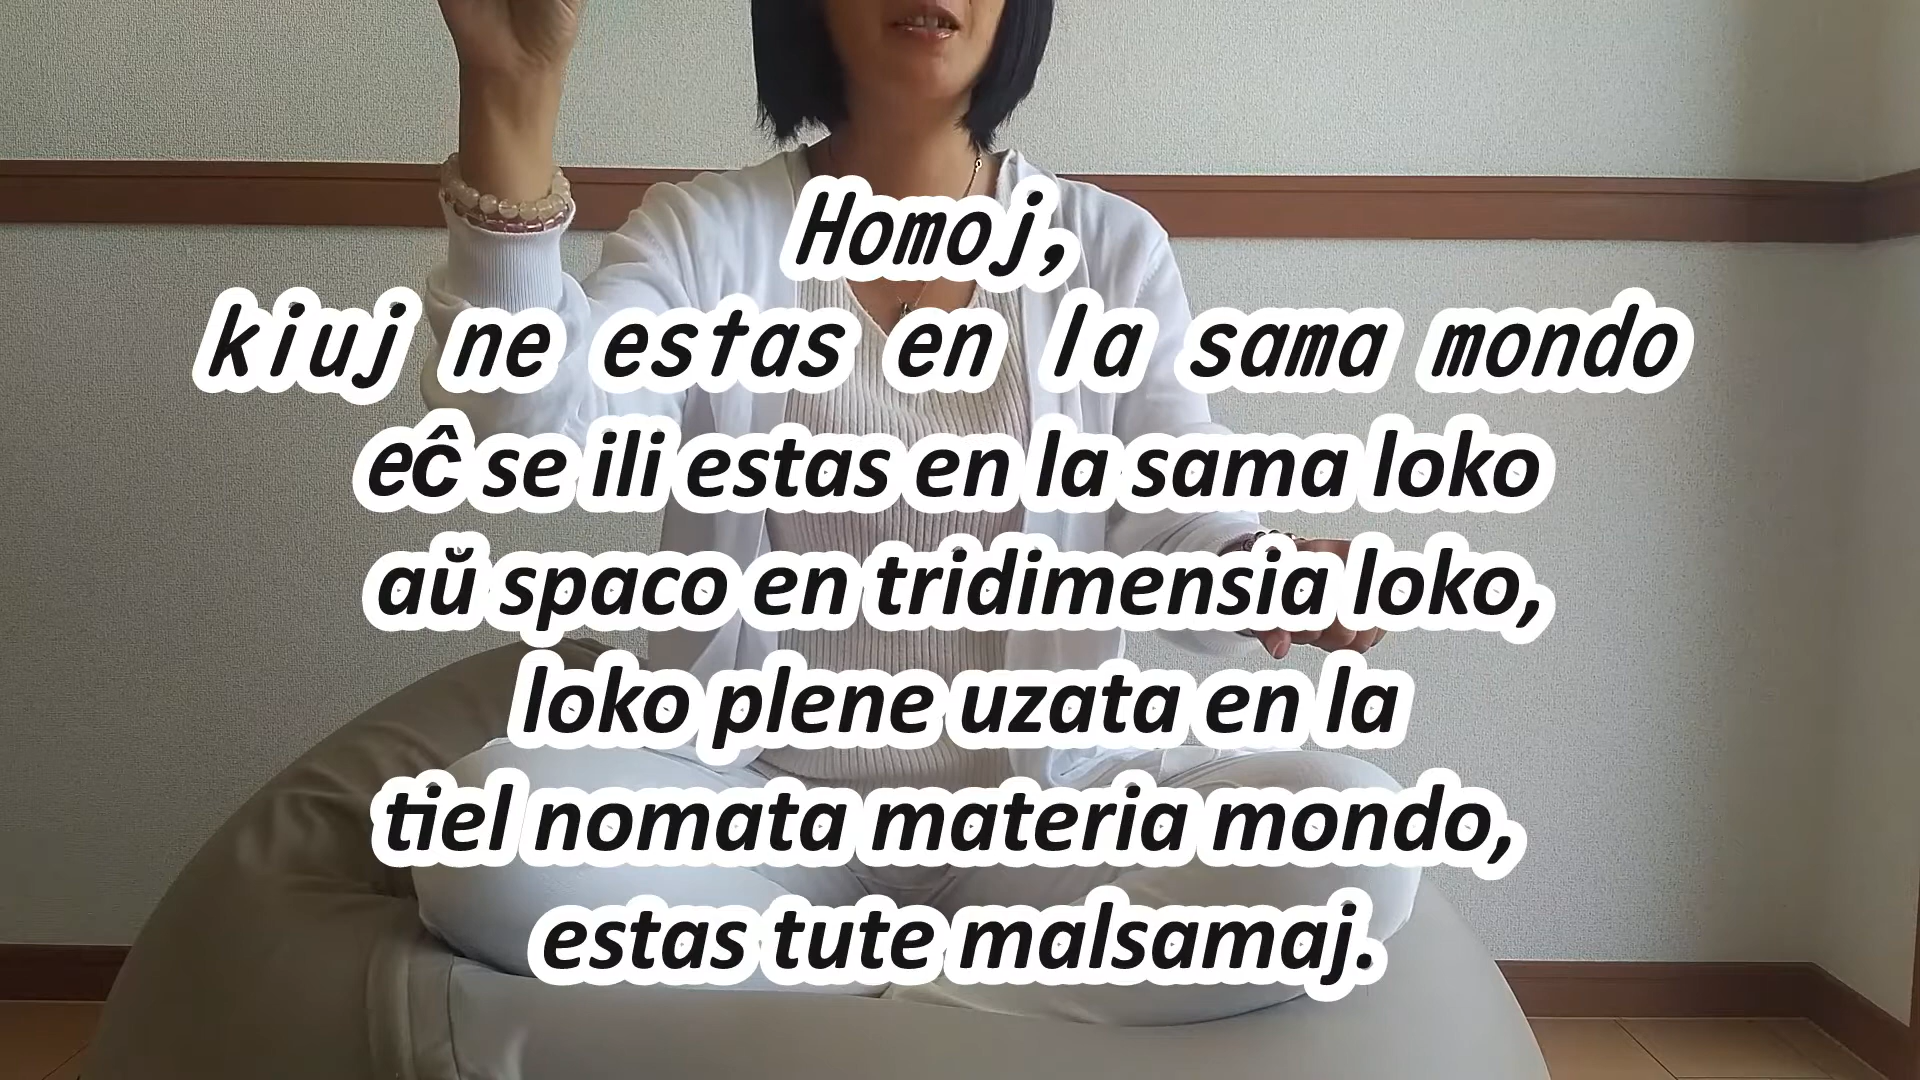 Homoj,
kiuj ne estas en la sama mondo
eĉ se ili estas en la sama loko
aŭ spaco en tridimensia loko,
loko plene uzata en la
tiel nomata materia mondo,
estas tute malsamaj.